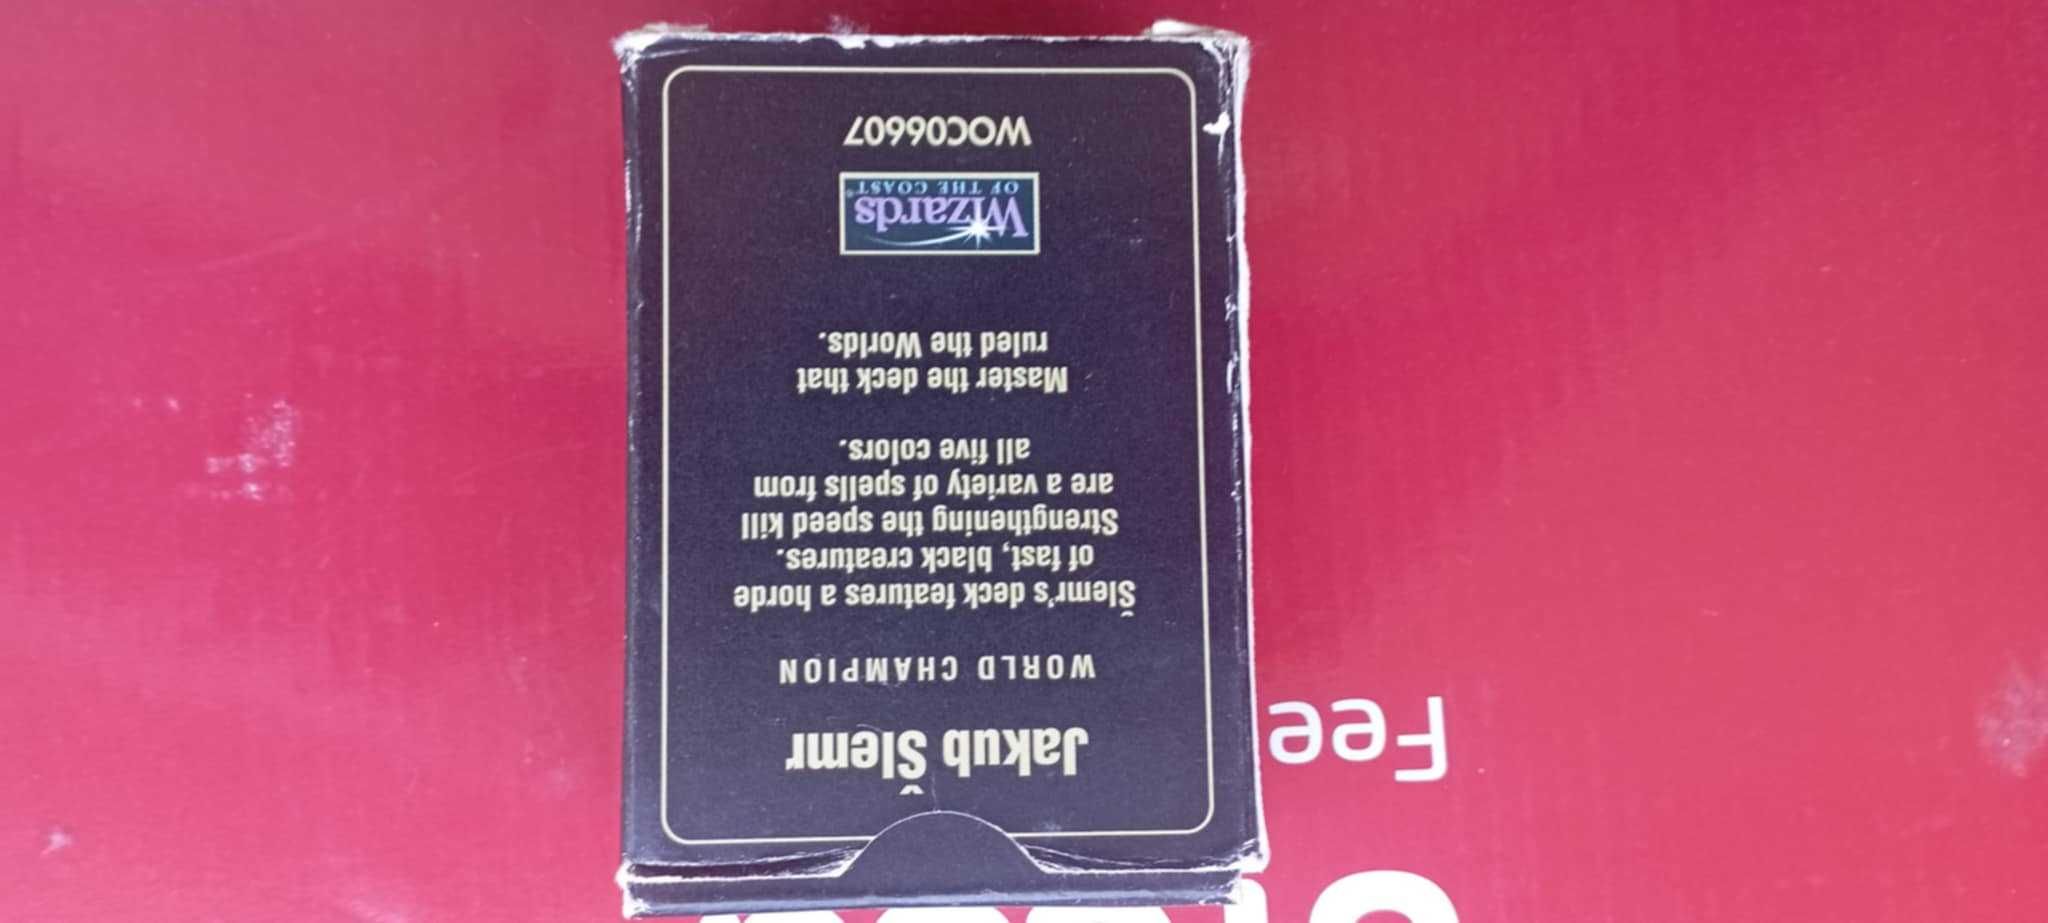 Jakub Šlemr
WORLD CHAMPION
Šlemr's deck features a horde
of fast, black creatures.
Strengthening the speed kill
are a variety of spells from
all five colors.
Master the deck that
ruled the Worlds.
Wizards
OF THE COAST®
WOC06607
Fee